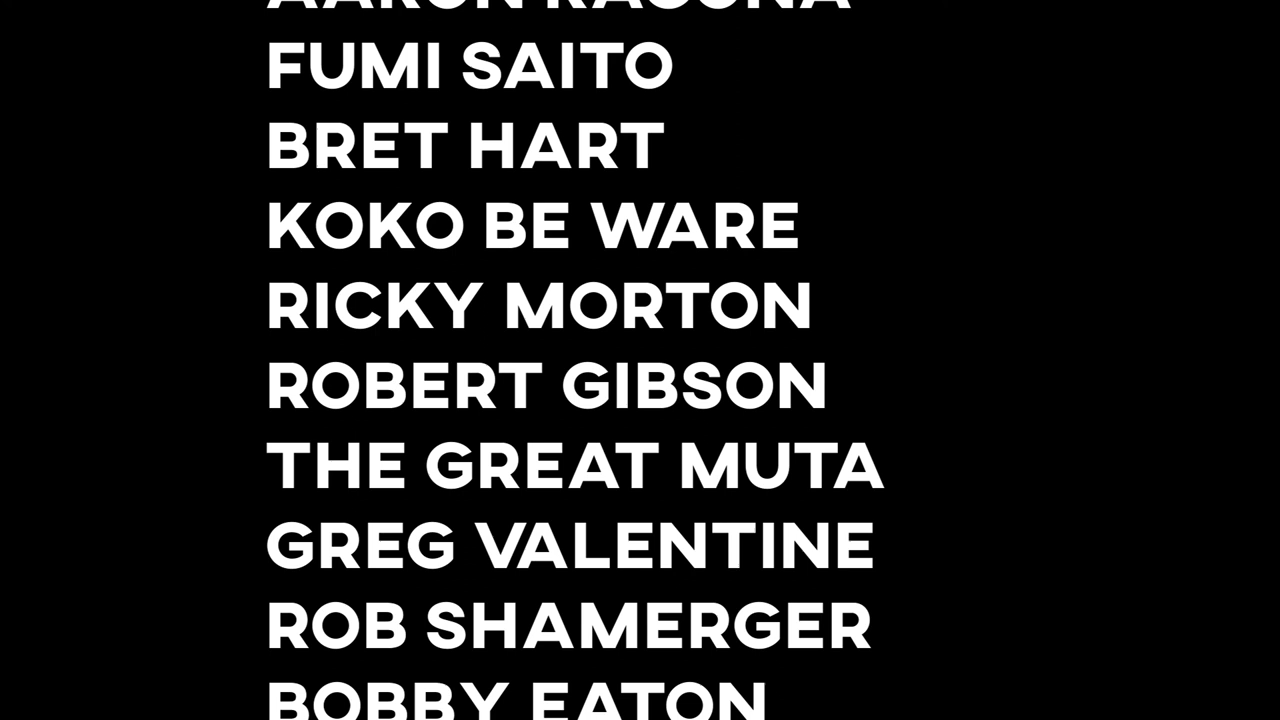 FUMI SAITO
BRET HART
KOKO BE WARE
RICKY MORTON
ROBERT GIBSON
THE GREAT MUTA
GREG VALENTINE
ROB SHAMERGER
BOBBY EATON